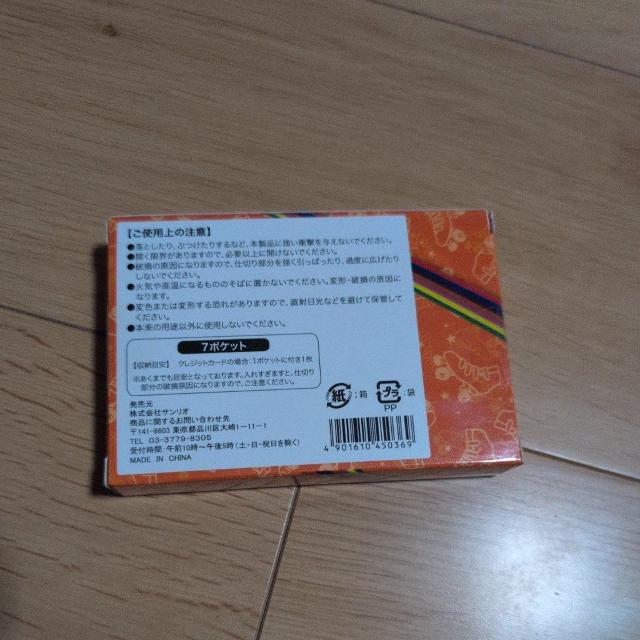 【ご使用上の注意】
●落としたり、ぶつけたりするなど、本製品に強い衝撃を与えないでください。
●開く限界がありますので、必要以上に開けないでください。
●破損の原因になりますので、仕切り部分を強く引っぱったり、過度に広げたり
しないでください。
●火気や高温になるもののそばに置かないでください。変形・破損の原因に
なります。
●変色または変形する恐れがありますので、直射日光などを避けて保管して
ください。
●本来の用途以外に使用しないでください。
7ポケット
【収納目安】 クレジットカードの場合:1ポケットに付き1枚
※あくまでも目安となっております。入れすぎますと、仕切り
部分の破損原因になりますので、ご注意ください。
発売元
株式会社サンリオ
商品に関するお問い合わせ先
〒141-8603 東京都品川区大崎1-11-1
TEL 03-3779-8305
受付時間:午前10時〜午後5時(土・日・祝日を除く)
MADE IN CHINA
紙:箱 プラ:袋
PP
4 901610 450369